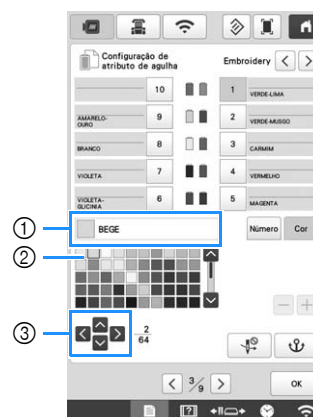 Configuração de
atributo de agulha
Embroidery
10
1
VERDE-LIMA
AMARELO-
OURO
9
2
VERDE-MUSGO
BRANCO
8
3
CARMIM
VIOLETA
7
4
VERMELHO
VIOLETA-
GLICINIA
6
5
MAGENTA
1
BEGE
Número
Cor
2
3
2
64
3/9
OK